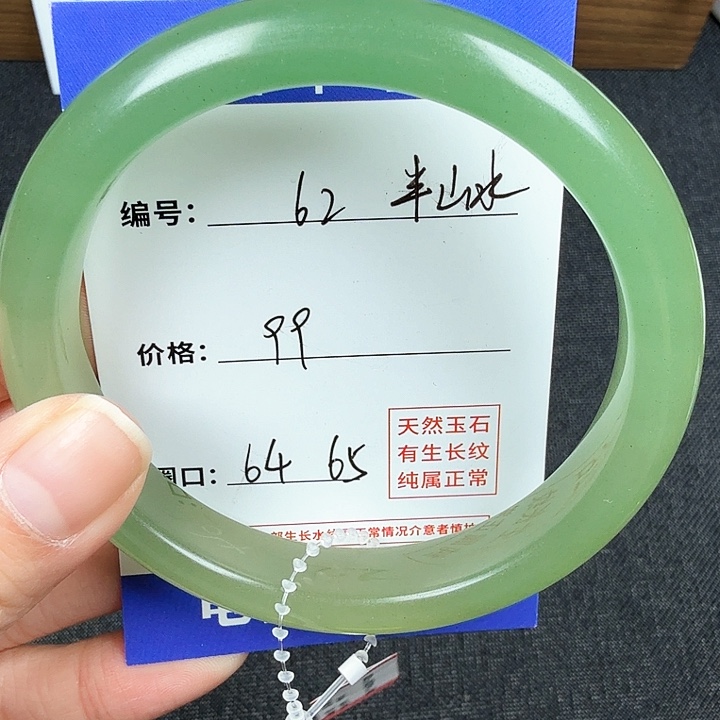 编号: 62 半山水
价格: 99
圈口: 64 65
天然玉石
有生长纹
纯属正常